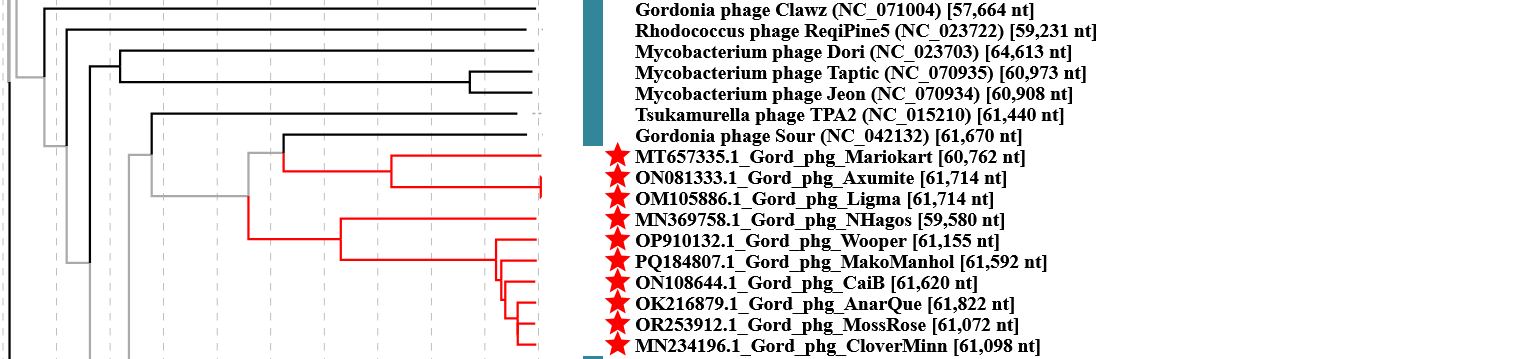 Gordonia phage Clawz (NC_071004) [57,664 nt]
Rhodococcus phage ReqiPine5 (NC_023722) [59,231 nt]
Mycobacterium phage Dori (NC_023703) [64,613 nt]
Mycobacterium phage Taptic (NC_070935) [60,973 nt]
Mycobacterium phage Jeon (NC_070934) [60,908 nt]
Tsukamurella phage TPA2 (NC_015210) [61,440 nt]
Gordonia phage Sour (NC_042132) [61,670 nt]
MT657335.1_Gord_phg_Mariokart [60,762 nt]
ON081333.1_Gord_phg_Axumite [61,714 nt]
OM105886.1_Gord_phg_Ligma [61,714 nt]
MN369758.1_Gord_phg_NHagos [59,580 nt]
OP910132.1_Gord_phg_Wooper [61,155 nt]
PQ184807.1_Gord_phg_MakoManhol [61,592 nt]
ON108644.1_Gord_phg_CaiB [61,620 nt]
OK216879.1_Gord_phg_AnarQue [61,822 nt]
OR253912.1_Gord_phg_MossRose [61,072 nt]
MN234196.1_Gord_phg_CloverMinn [61,098 nt]